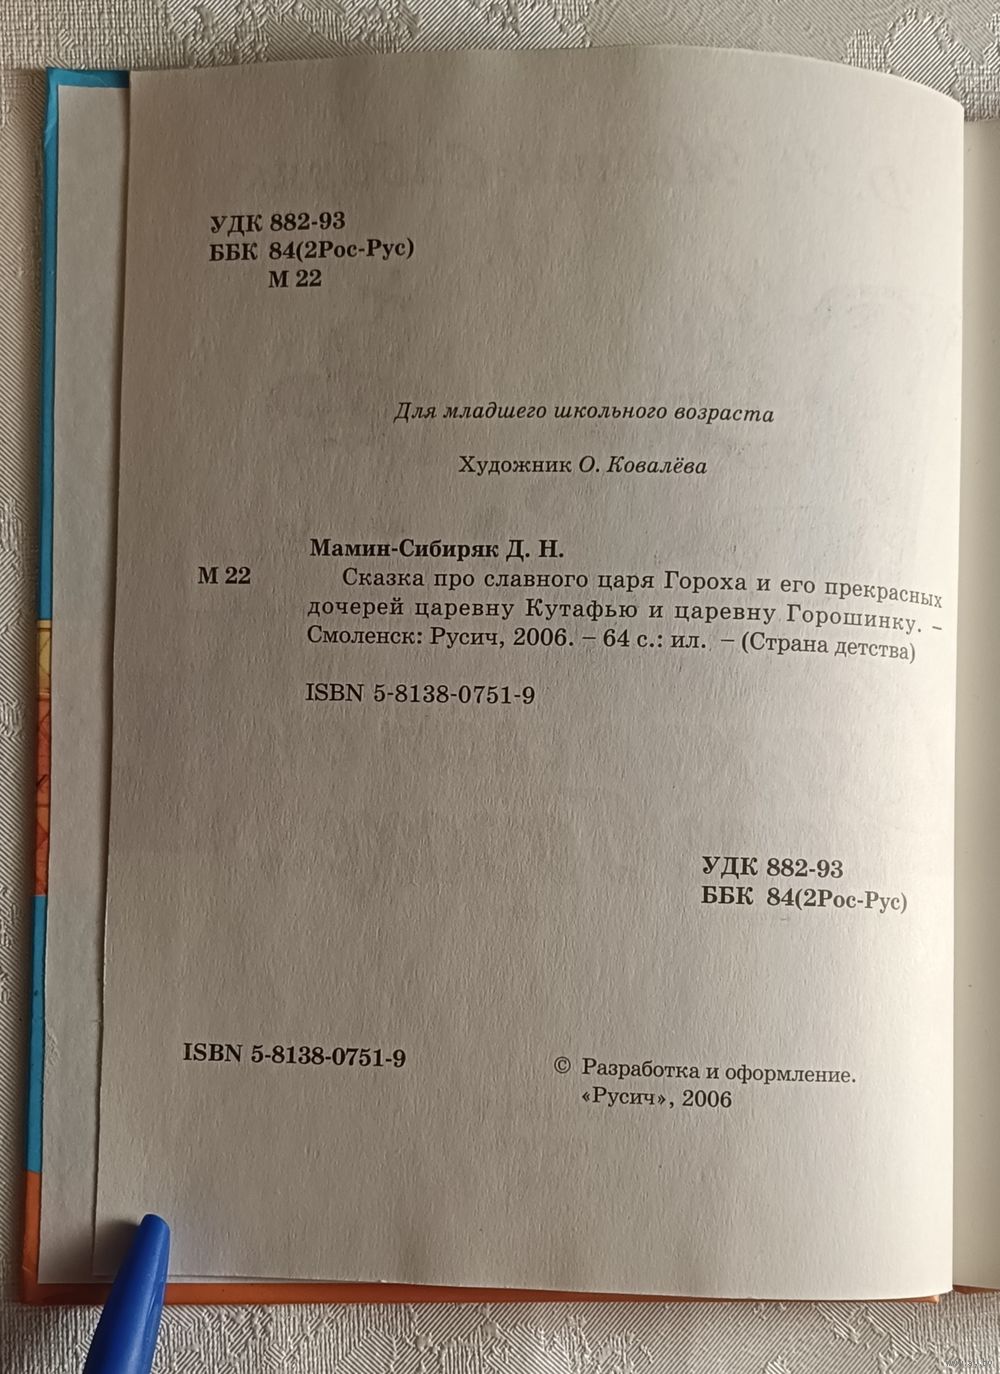 УДК 882-93
ББК 84(2Рос-Рус)
М 22
Для младшего школьного возраста
Художник О. Ковалёва
Мамин-Сибиряк Д. Н.
М 22 Сказка про славного царя Гороха и его прекрасных
дочерей царевну Кутафью и царевну Горошинку. –
Смоленск: Русич, 2006. – 64 с.: ил. – (Страна детства)
ISBN 5-8138-0751-9
УДК 882-93
ББК 84(2Рос-Рус)
ISBN 5-8138-0751-9
© Разработка и оформление.
«Русич», 2006